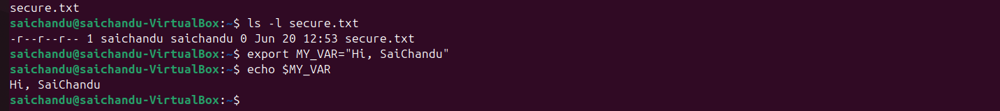 secure.txt
saichandu@saichandu-VirtualBox:~$ ls -l secure.txt
-r--r--r-- 1 saichandu saichandu 0 Jun 20 12:53 secure.txt
saichandu@saichandu-VirtualBox:~$ export MY_VAR="Hi, SaiChandu"
saichandu@saichandu-VirtualBox:~$ echo $MY_VAR
Hi, SaiChandu
saichandu@saichandu-VirtualBox:~$